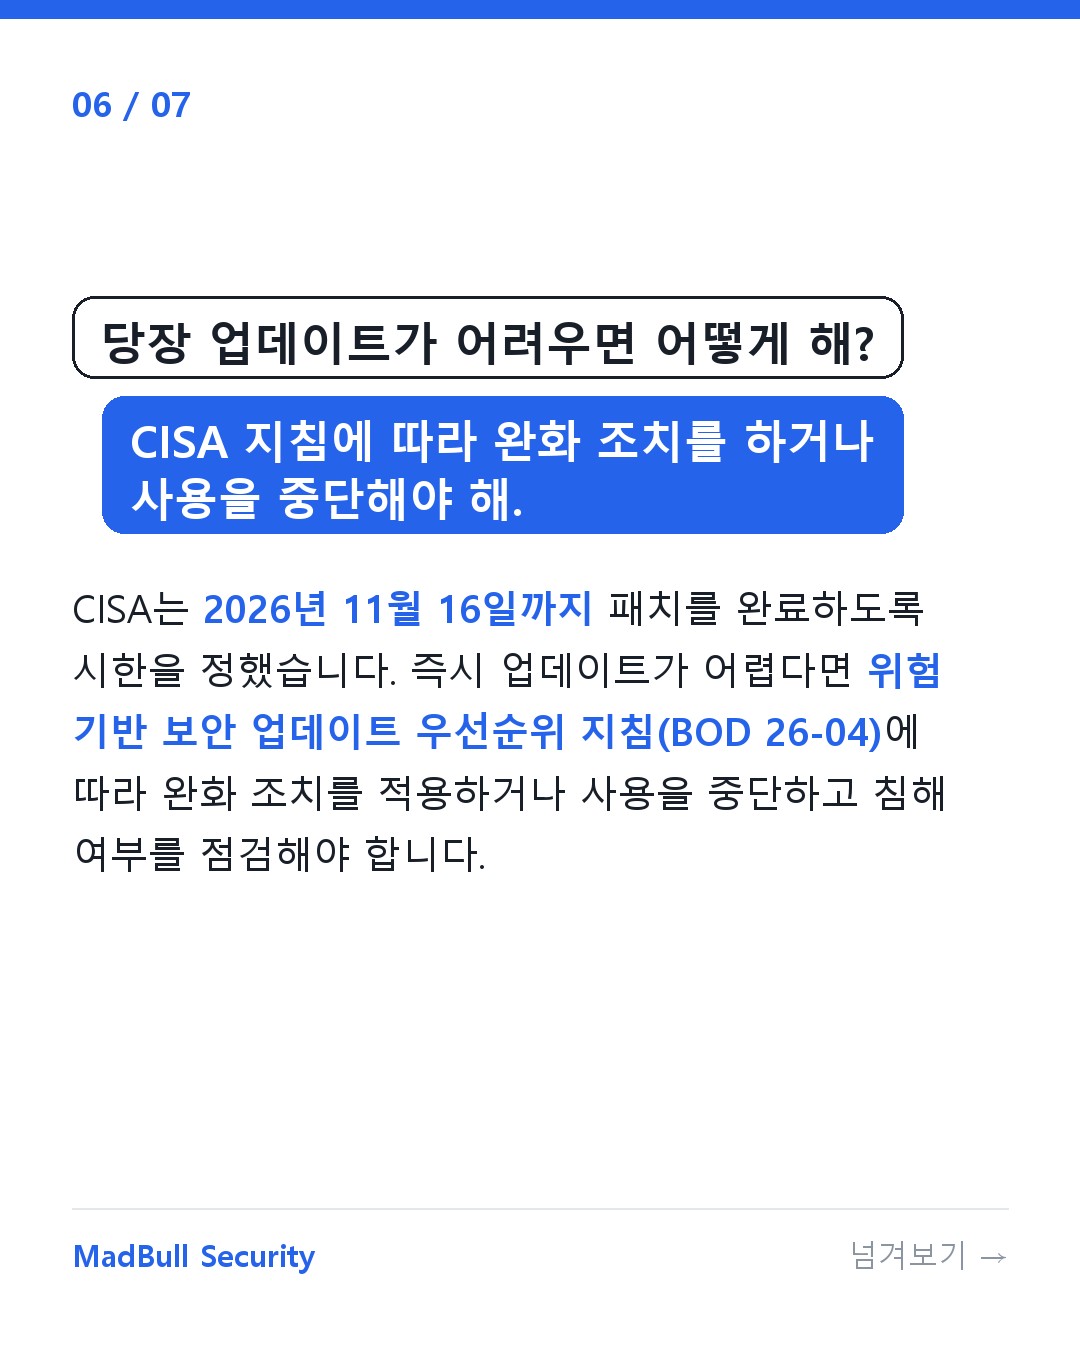 06 / 07
당장 업데이트가 어려우면 어떻게 해?
CISA 지침에 따라 완화 조치를 하거나
사용을 중단해야 해.
CISA는 2026년 11월 16일까지 패치를 완료하도록
시한을 정했습니다. 즉시 업데이트가 어렵다면 위험
기반 보안 업데이트 우선순위 지침(BOD 26-04)에
따라 완화 조치를 적용하거나 사용을 중단하고 침해
여부를 점검해야 합니다.
MadBull Security
넘겨보기 →